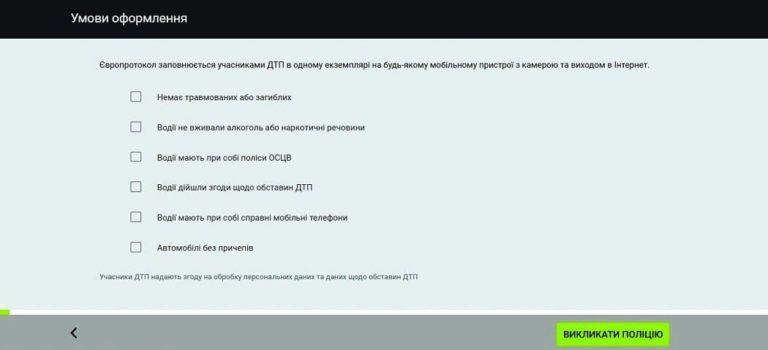 Умови оформлення
Європротокол заповнюється учасниками ДТП в одному екземплярі на будь-якому мобільному пристрої з камерою та виходом в Інтернет.
Немає травмованих або загиблих
Водії не вживали алкоголь або наркотичні речовини
Водії мають при собі поліси ОСЦВ
Водії дійшли згоди щодо обставин ДТП
Водії мають при собі справні мобільні телефони
Автомобілі без причепів
Учасники ДТП надають згоду на обробку персональних даних та даних щодо обставин ДТП
ВИКЛИКАТИ ПОЛІЦІЮ